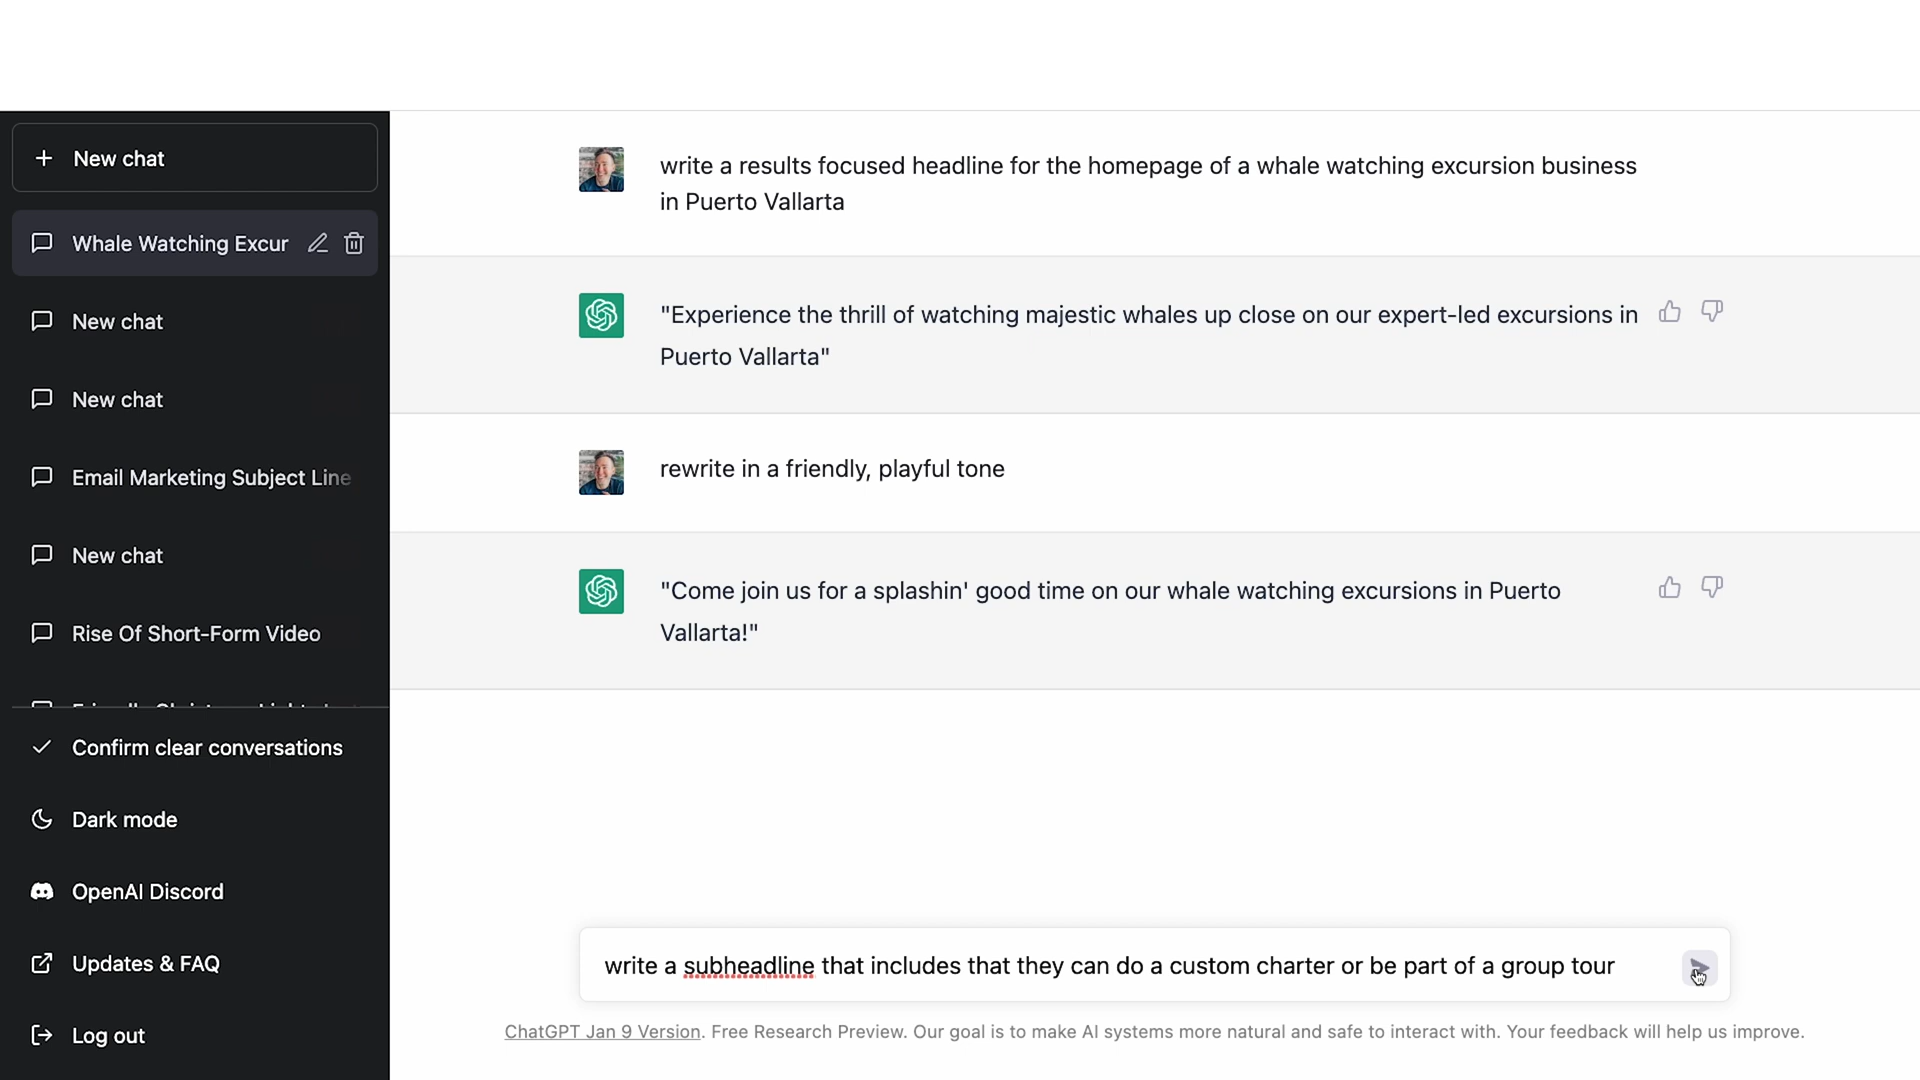 New chat
Whale Watching Excur
New chat
New chat
Email Marketing Subject Line
New chat
Rise Of Short-Form Video
Confirm clear conversations
Dark mode
OpenAI Discord
Updates & FAQ
Log out
write a results focused headline for the homepage of a whale watching excursion business
in Puerto Vallarta
"Experience the thrill of watching majestic whales up close on our expert-led excursions in
Puerto Vallarta"
rewrite in a friendly, playful tone
"Come join us for a splashin' good time on our whale watching excursions in Puerto
Vallarta!"
write a subheadline that includes that they can do a custom charter or be part of a group tour
ChatGPT Jan 9 Version. Free Research Preview. Our goal is to make AI systems more natural and safe to interact with. Your feedback will help us improve.